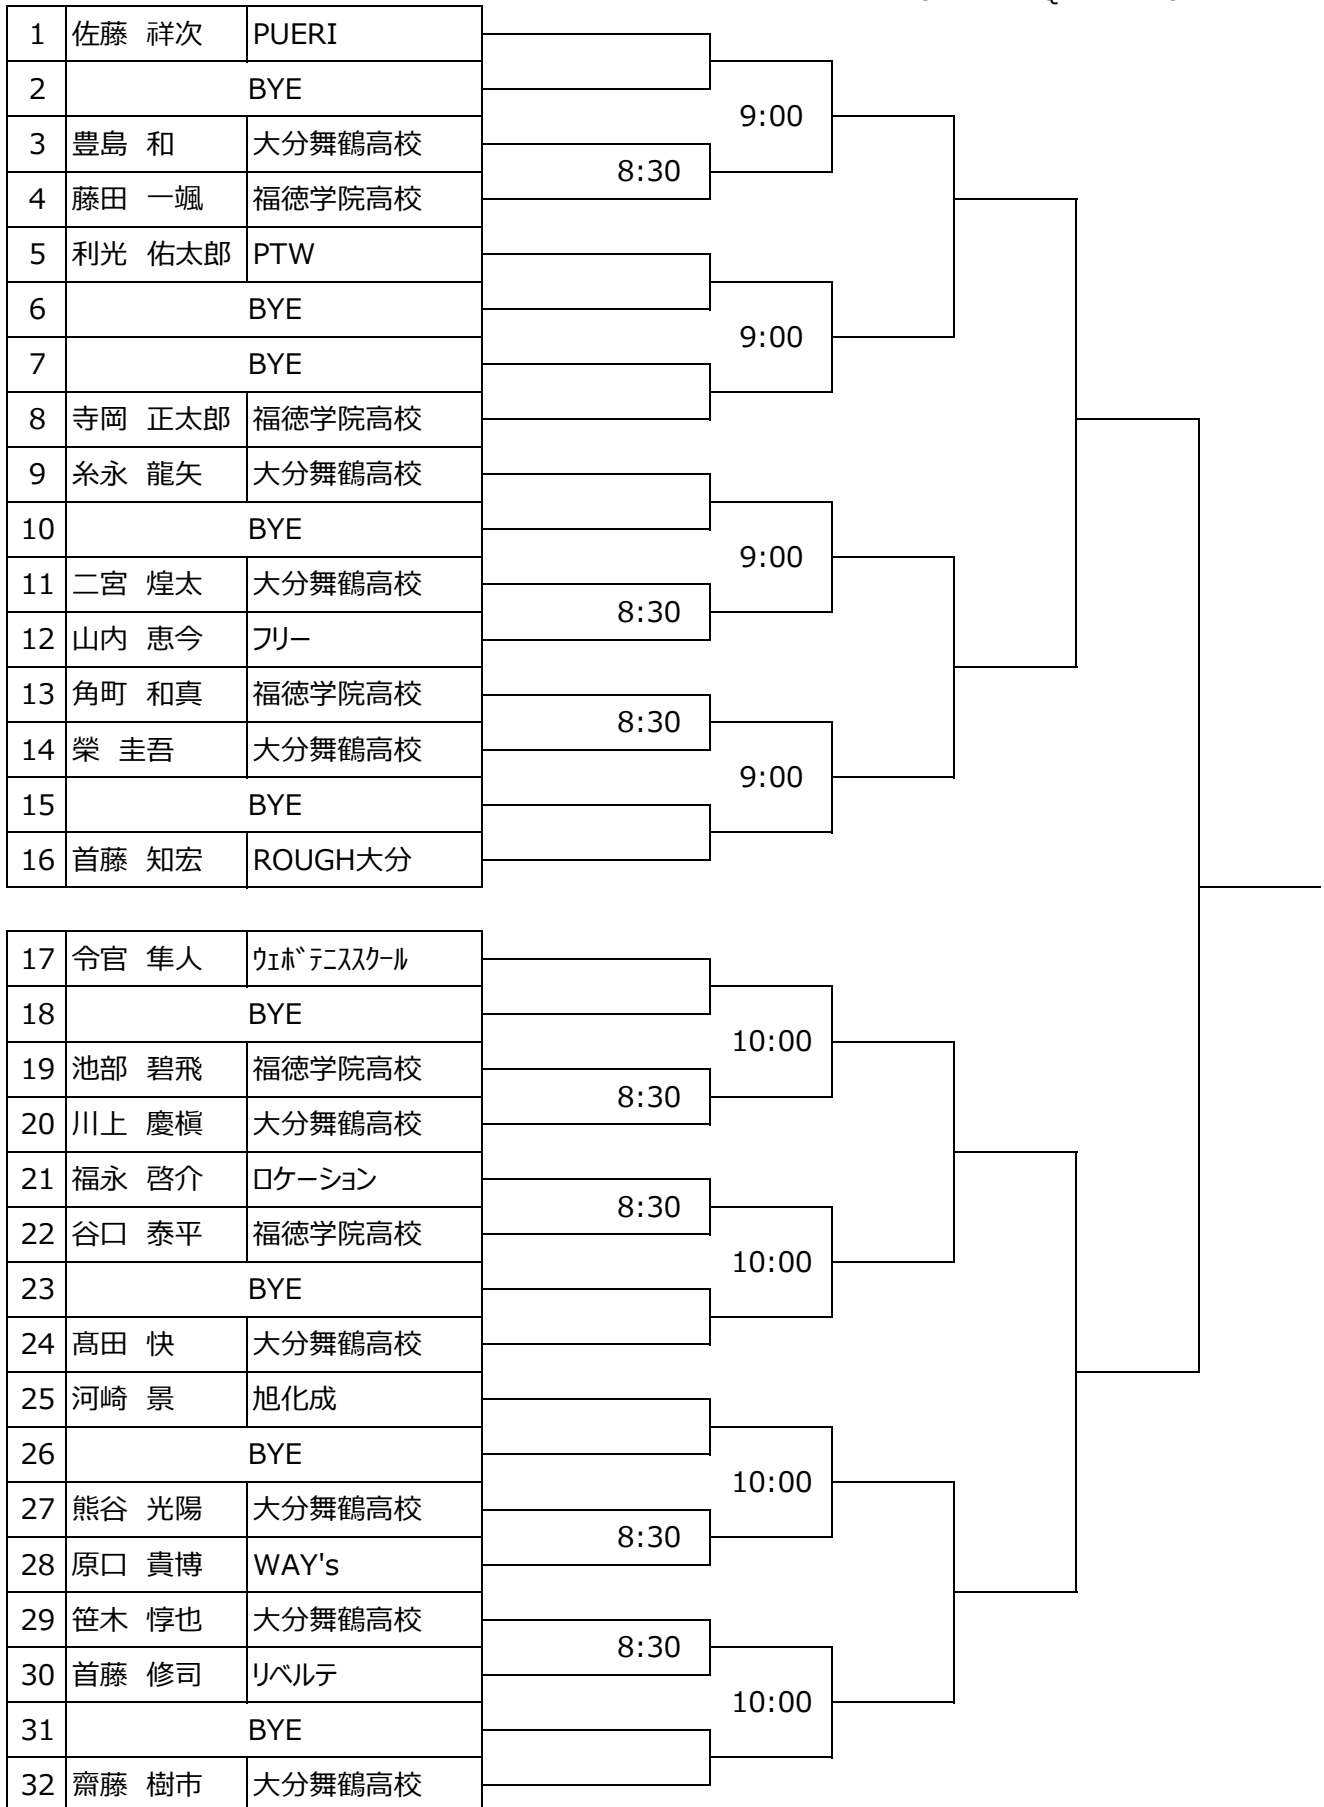 1 佐藤 祥次 PUERI
2 BYE
9:00
3 豊島 和 大分舞鶴高校
8:30
4 藤田 一颯 福徳学院高校
5 利光 佑太郎 PTW
6 BYE
9:00
7 BYE
8 寺岡 正太郎 福徳学院高校
9 糸永 龍矢 大分舞鶴高校
10 BYE
9:00
11 二宮 煌太 大分舞鶴高校
8:30
12 山内 恵今 フリー
13 角町 和真 福徳学院高校
8:30
14 榮 圭吾 大分舞鶴高校
9:00
15 BYE
16 首藤 知宏 ROUGH大分
17 令官 隼人 ｳｪﾎﾞﾃﾆｽｽｸｰﾙ
18 BYE
10:00
19 池部 碧飛 福徳学院高校
8:30
20 川上 慶槇 大分舞鶴高校
21 福永 啓介 ロケーション
8:30
22 谷口 泰平 福徳学院高校
10:00
23 BYE
24 髙田 快 大分舞鶴高校
25 河崎 景 旭化成
26 BYE
10:00
27 熊谷 光陽 大分舞鶴高校
8:30
28 原口 貴博 WAY's
29 笹木 惇也 大分舞鶴高校
8:30
30 首藤 修司 リベルテ
10:00
31 BYE
32 齋藤 樹市 大分舞鶴高校